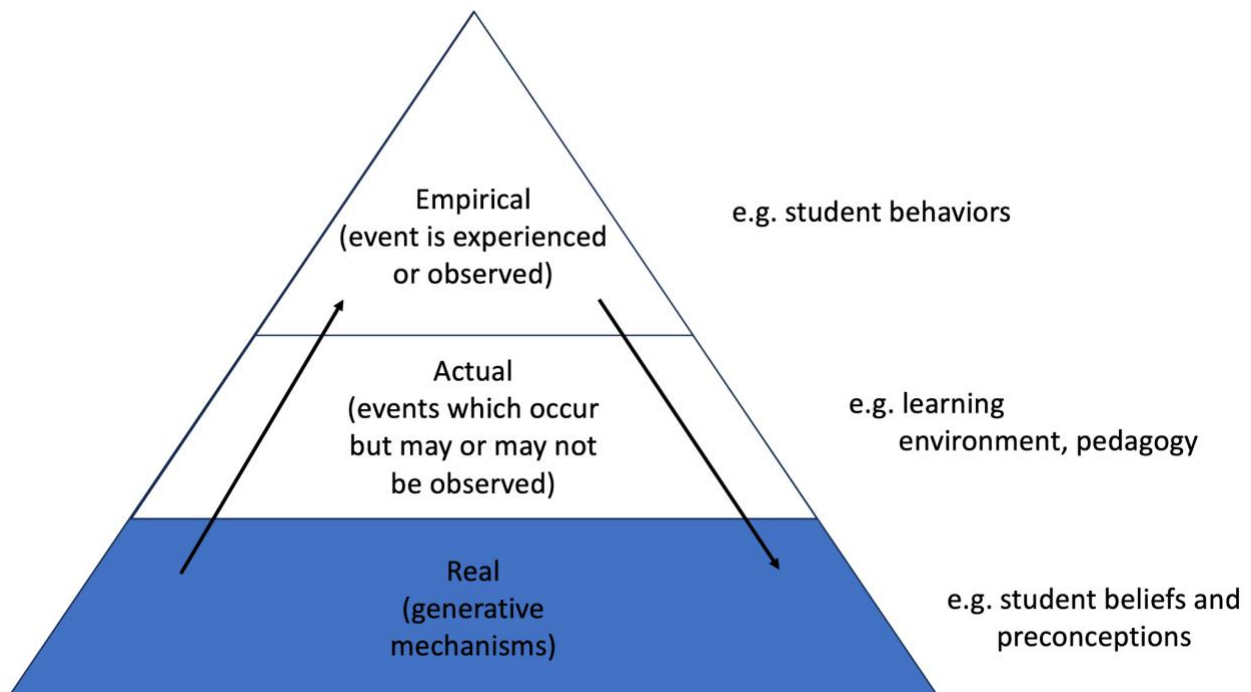 Empirical
(event is experienced
or observed)
e.g. student behaviors
Actual
(events which occur
but may or may not
be observed)
e.g. learning
environment, pedagogy
Real
(generative
mechanisms)
e.g. student beliefs and
preconceptions